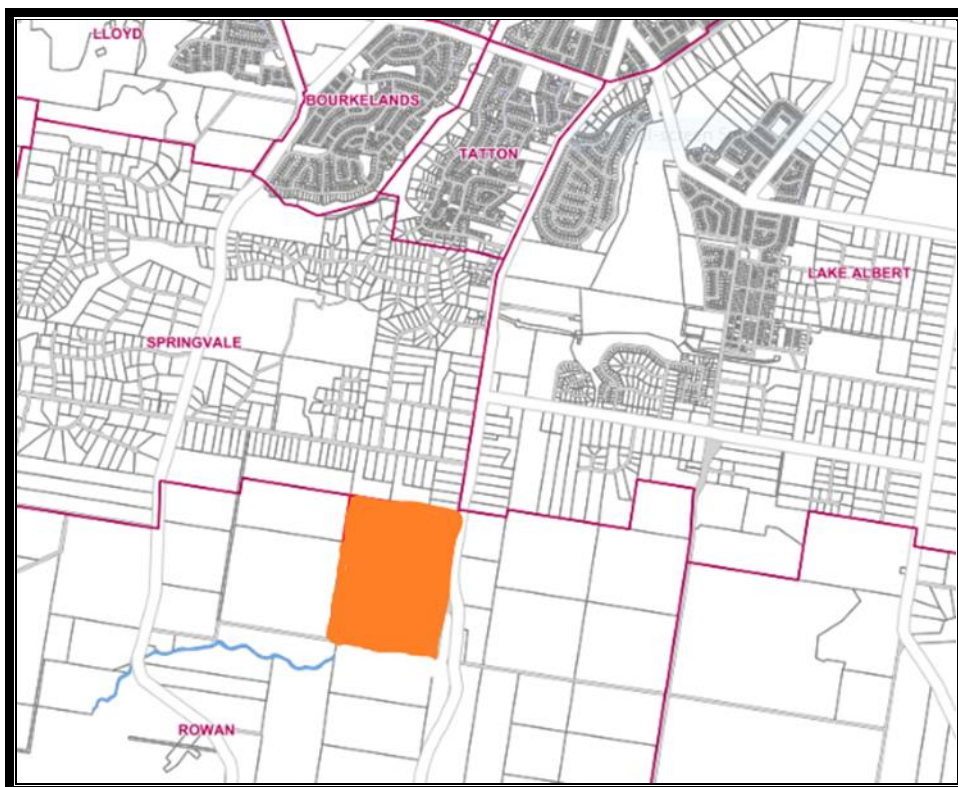 LLOYD
BOURKELANDS
TATTON
LAKE ALBERT
SPRINGVALE
ROWAN